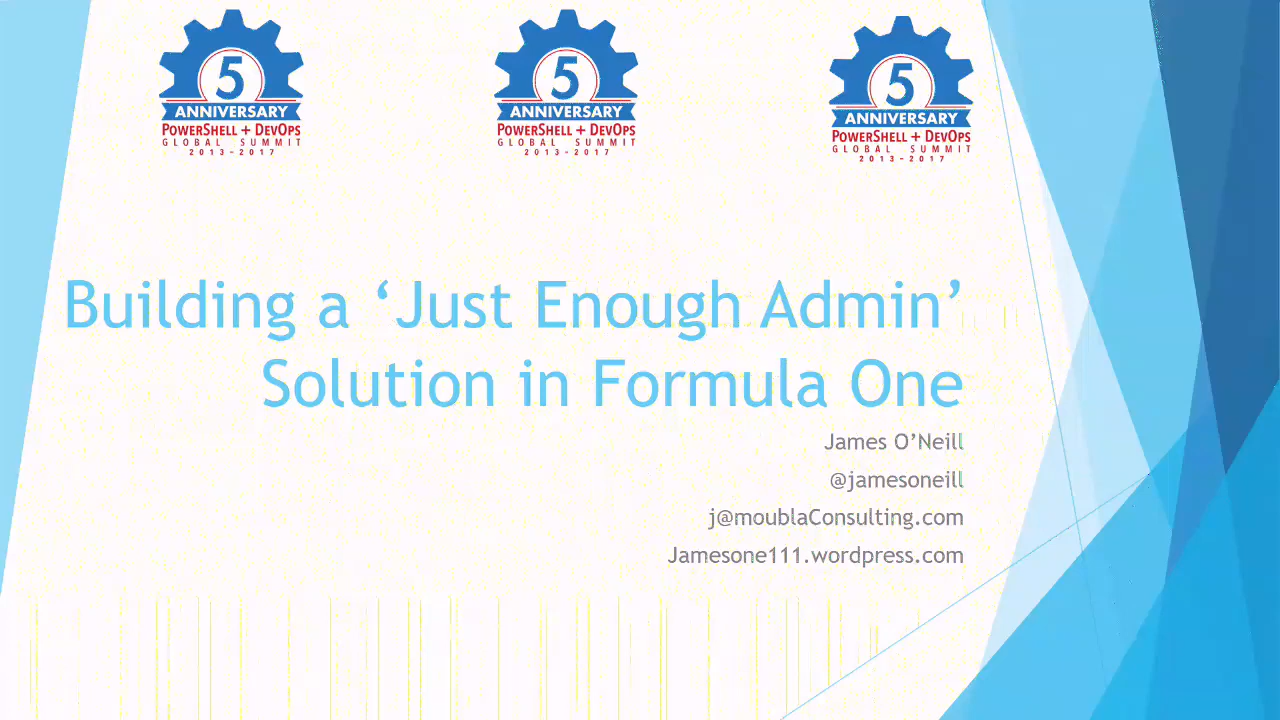 5
ANNIVERSARY
POWERSHELL + DEVOPS
GLOBAL SUMMIT
2013-2017
5
ANNIVERSARY
POWERSHELL + DEVOPS
GLOBAL SUMMIT
2013-2017
5
ANNIVERSARY
POWERSHELL + DEVOPS
GLOBAL SUMMIT
2013-2017
Building a ‘Just Enough Admin’
Solution in Formula One
James O’Neill
@jamesoneill
j@moublaConsulting.com
Jamesone111.wordpress.com